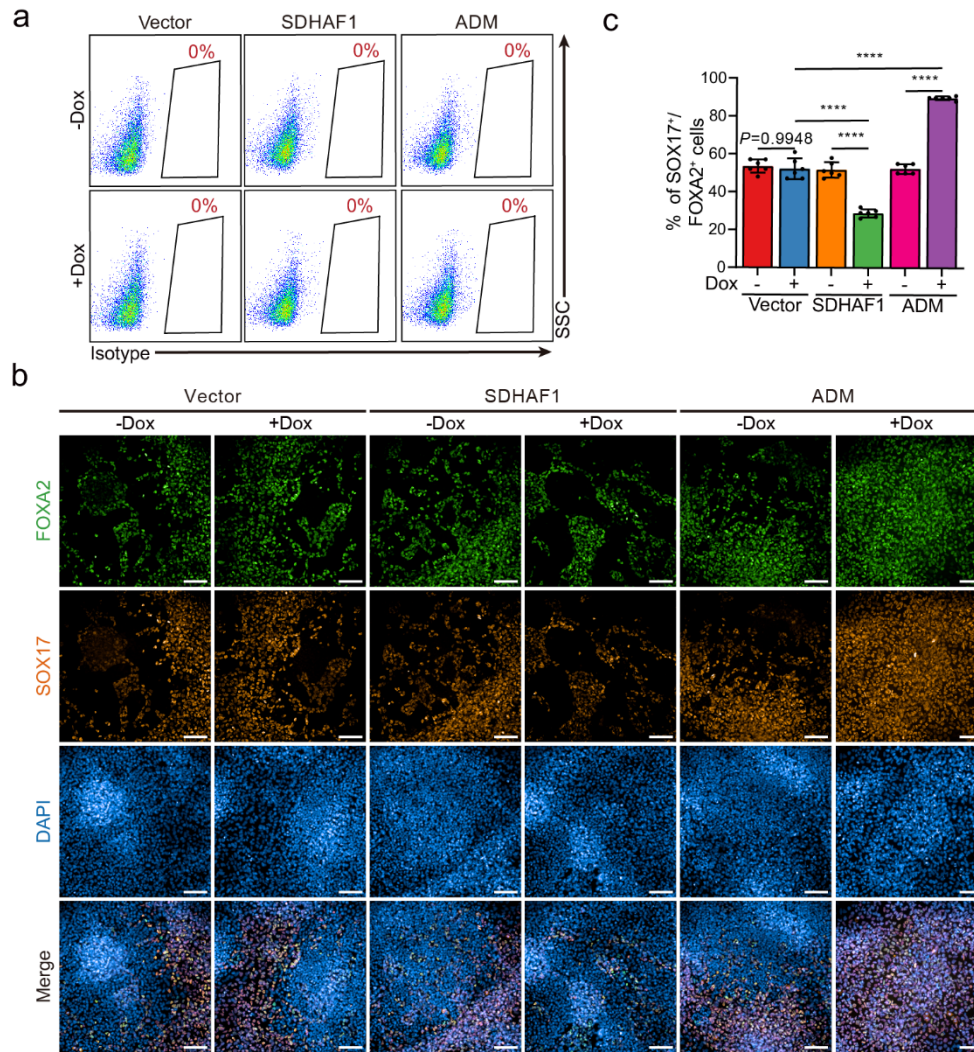 a
Vector SDHAF1 ADM
-Dox
0% 0% 0%
+Dox
0% 0% 0%
Isotype
SSC
c
% of SOX17+/
FOXA2+ cells
100
80
60
40
20
0
P=0.9948
****
****
****
****
Dox - + - + - +
Vector SDHAF1 ADM
b
Vector SDHAF1 ADM
-Dox +Dox -Dox +Dox -Dox +Dox
FOXA2
SOX17
DAPI
Merge